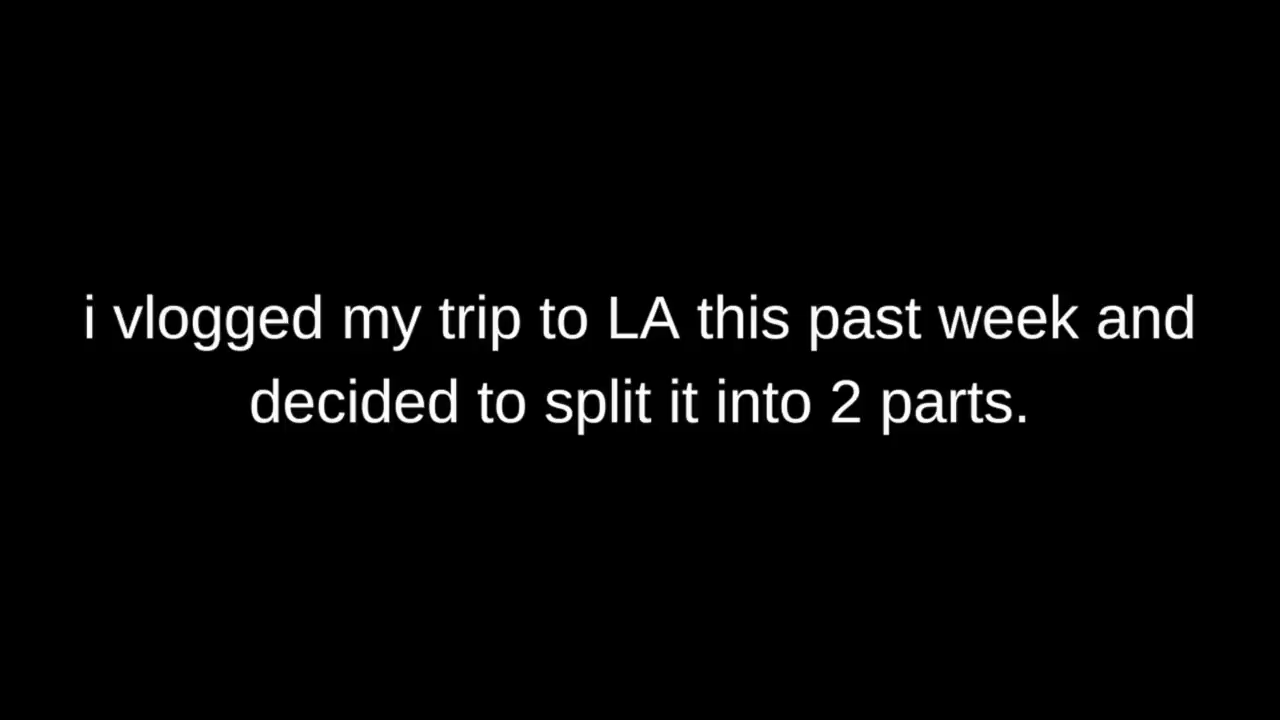 i vlogged my trip to LA this past week and
decided to split it into 2 parts.